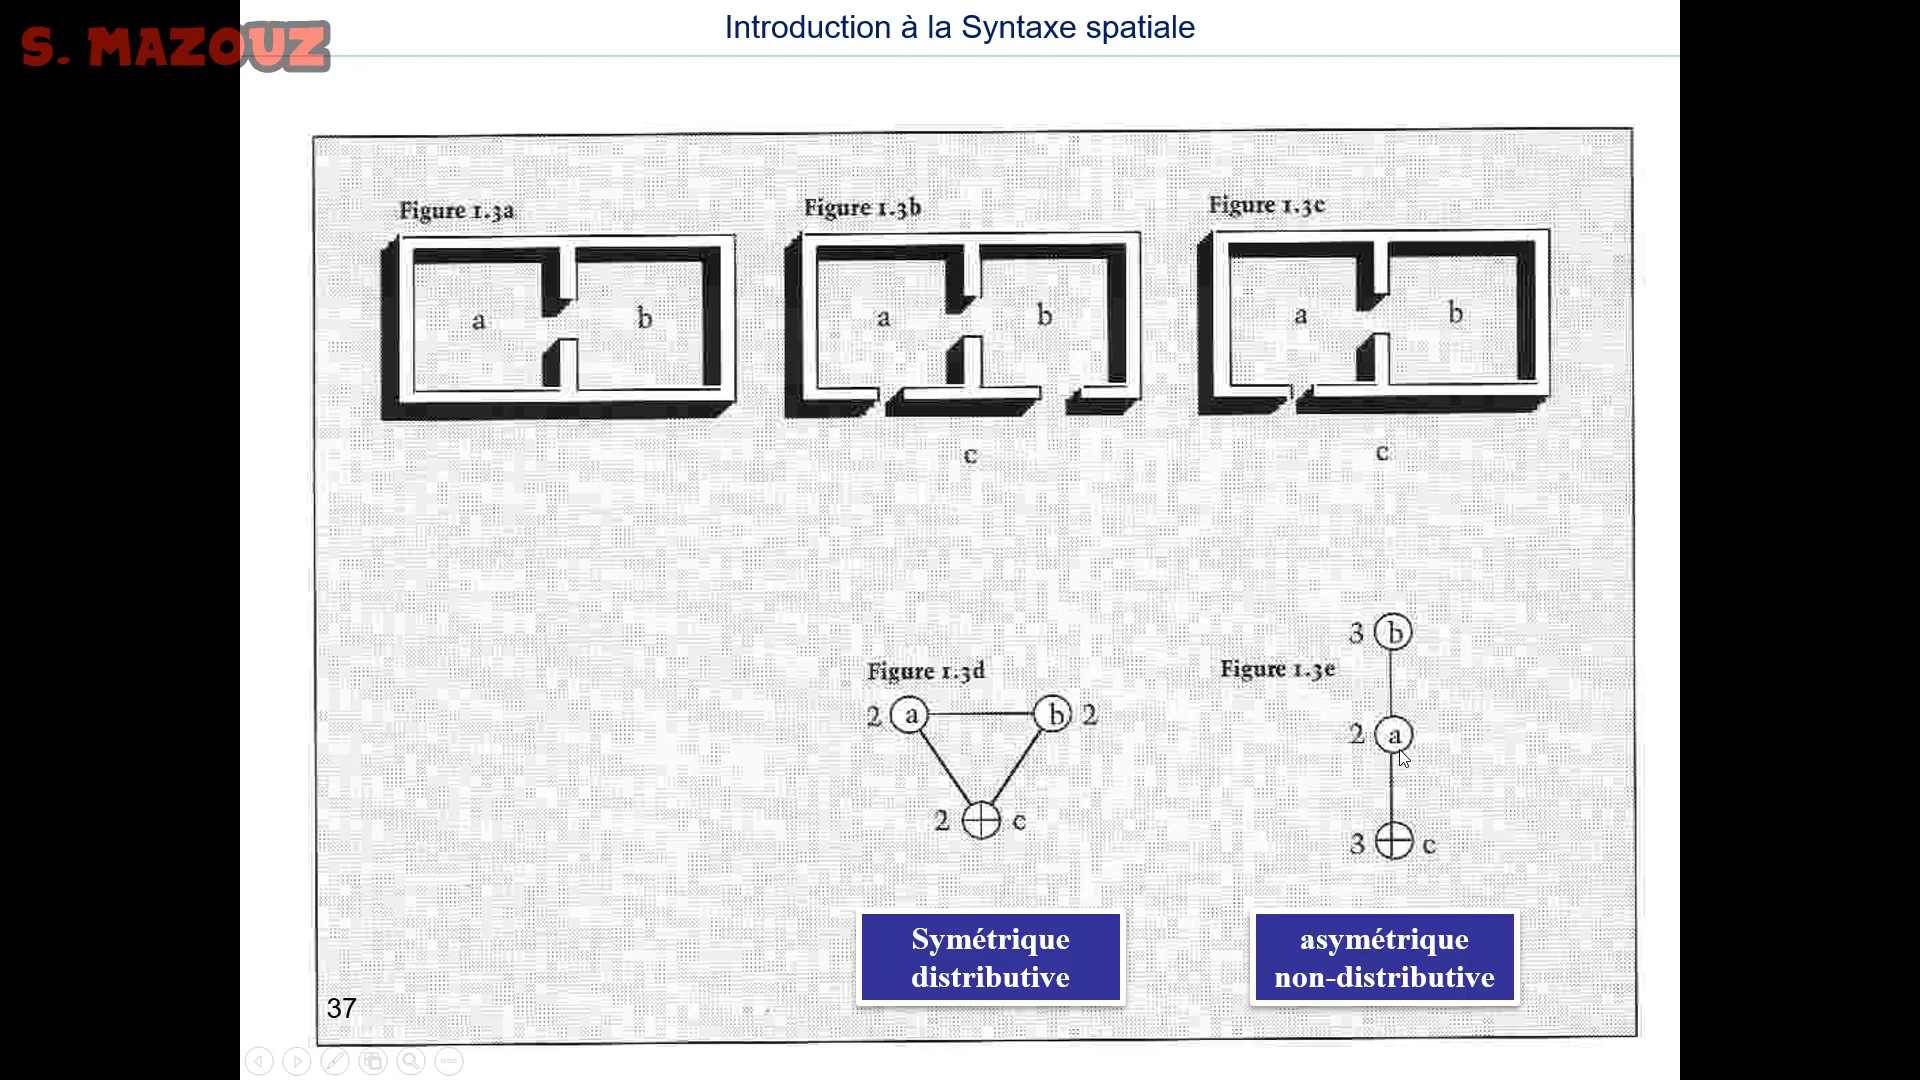 Introduction à la Syntaxe spatiale
S. MAZOUZ
Figure 1.3a
Figure 1.3b
Figure 1.3c
a
b
a
b
a
b
c
c
3 b
Figure 1.3d
Figure 1.3e
2 a
b 2
2 a
2 c
3 c
Symétrique
distributive
asymétrique
non-distributive
37